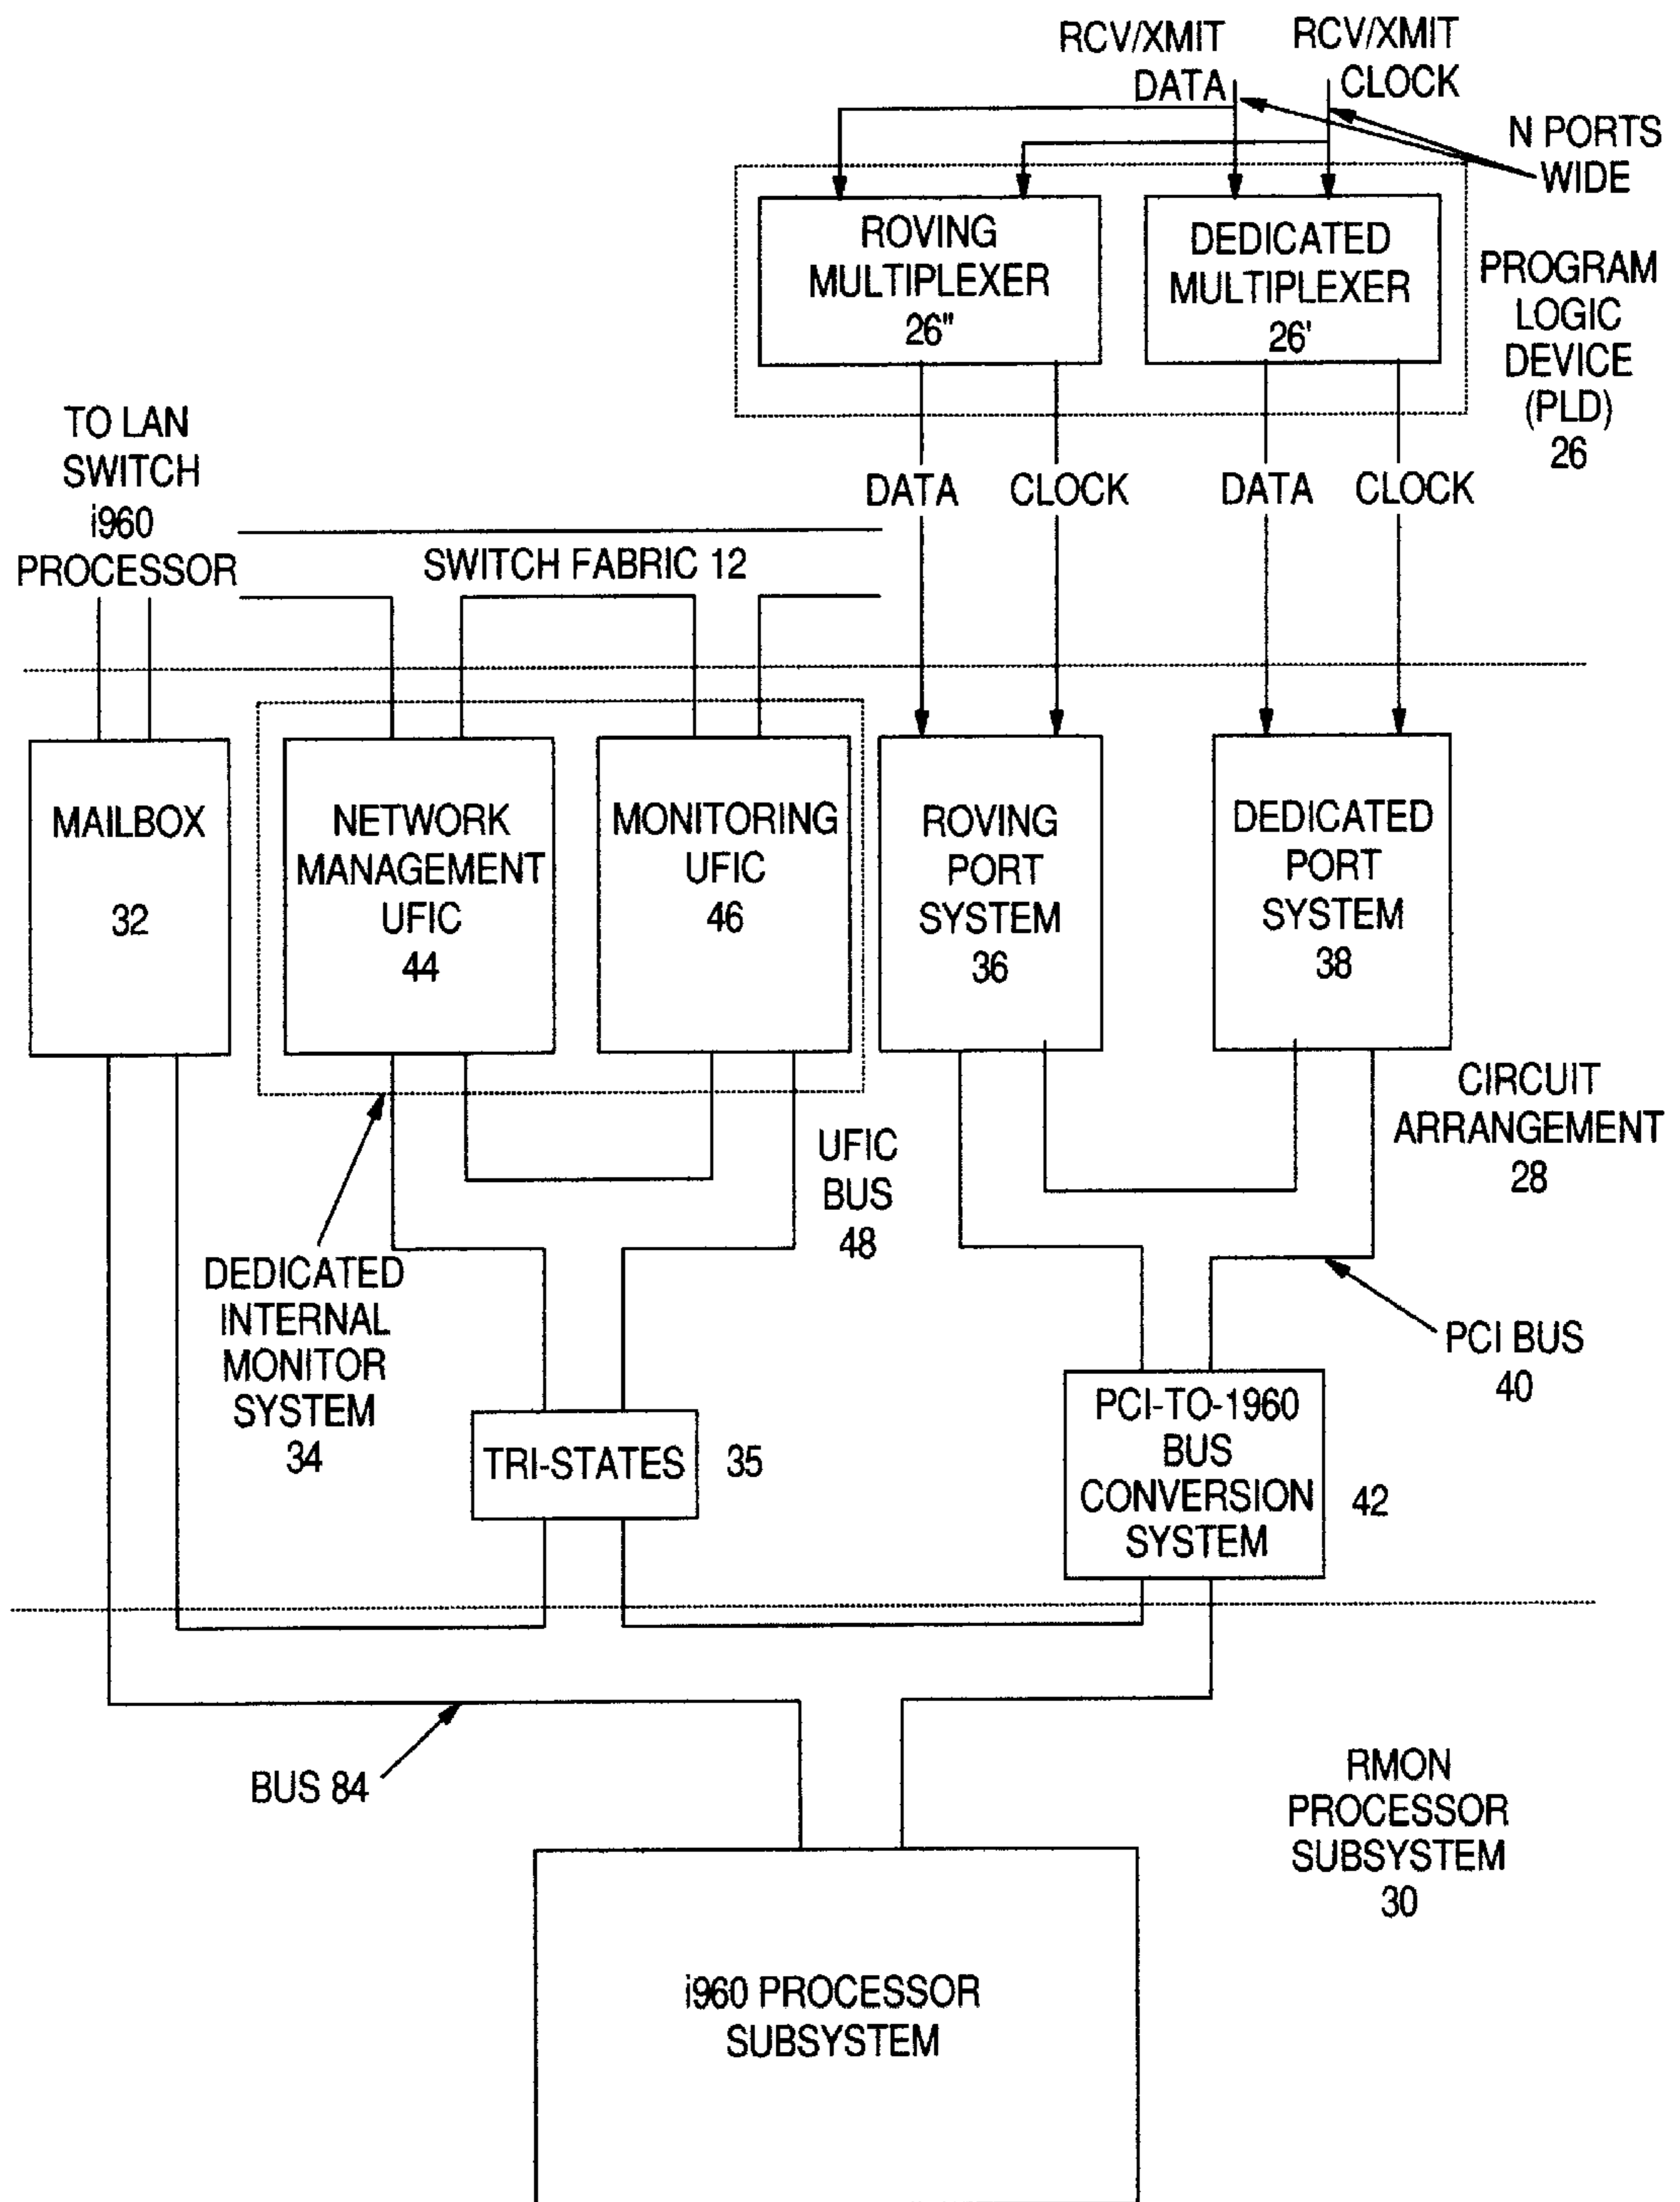 RCV/XMIT
DATA
RCV/XMIT
CLOCK
N PORTS
WIDE
ROVING
MULTIPLEXER
26"
DEDICATED
MULTIPLEXER
26'
PROGRAM
LOGIC
DEVICE
(PLD)
26
TO LAN
SWITCH
i960
PROCESSOR
DATA
CLOCK
DATA
CLOCK
SWITCH FABRIC 12
MAILBOX
32
NETWORK
MANAGEMENT
UFIC
44
MONITORING
UFIC
46
ROVING
PORT
SYSTEM
36
DEDICATED
PORT
SYSTEM
38
CIRCUIT
ARRANGEMENT
28
UFIC
BUS
48
DEDICATED
INTERNAL
MONITOR
SYSTEM
34
PCI BUS
40
TRI-STATES
35
PCI-TO-1960
BUS
CONVERSION
SYSTEM
42
BUS 84
RMON
PROCESSOR
SUBSYSTEM
30
i960 PROCESSOR
SUBSYSTEM